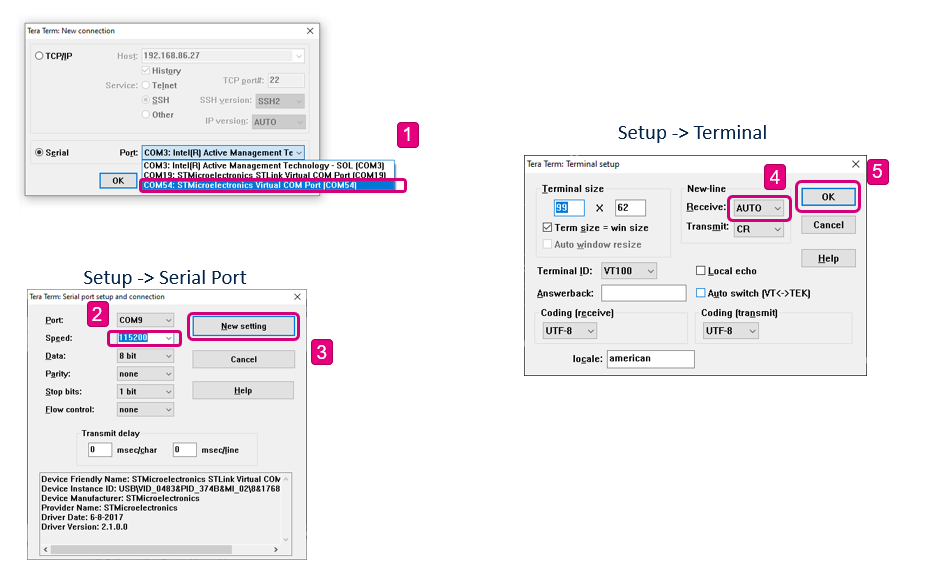 Tera Term: New connection
TCP/IP
Host: 192.168.86.27
History
Service: Telnet
TCP port#: 22
SSH
SSH version: SSH2
Other
IP version: AUTO
Serial
Port: COM3: Intel(R) Active Management Te
COM3: Intel(R) Active Management Technology - SOL (COM3)
COM19: STMicroelectronics STLink Virtual COM Port (COM19)
COM54: STMicroelectronics Virtual COM Port (COM54)
OK
1
Setup -> Serial Port
Tera Term: Serial port setup and connection
2
Port: COM9
Speed: 115200
Data: 8 bit
Parity: none
Stop bits: 1 bit
Flow control: none
New setting
Cancel
Help
3
Transmit delay
0 msec/char 0 msec/line
Device Friendly Name: STMicroelectronics STLink Virtual COM
Device Instance ID: USB\VID_0483&PID_374B&MI_02\8&1768
Device Manufacturer: STMicroelectronics
Provider Name: STMicroelectronics
Driver Date: 6-8-2017
Driver Version: 2.1.0.0
Setup -> Terminal
Tera Term: Terminal setup
Terminal size
99 X 62
Term size = win size
Auto window resize
New-line
4
Receive: AUTO
Transmit: CR
OK
5
Cancel
Help
Terminal ID: VT100
Local echo
Answerback:
Auto switch (VT<->TEK)
Coding (receive)
UTF-8
Coding (transmit)
UTF-8
locale: american